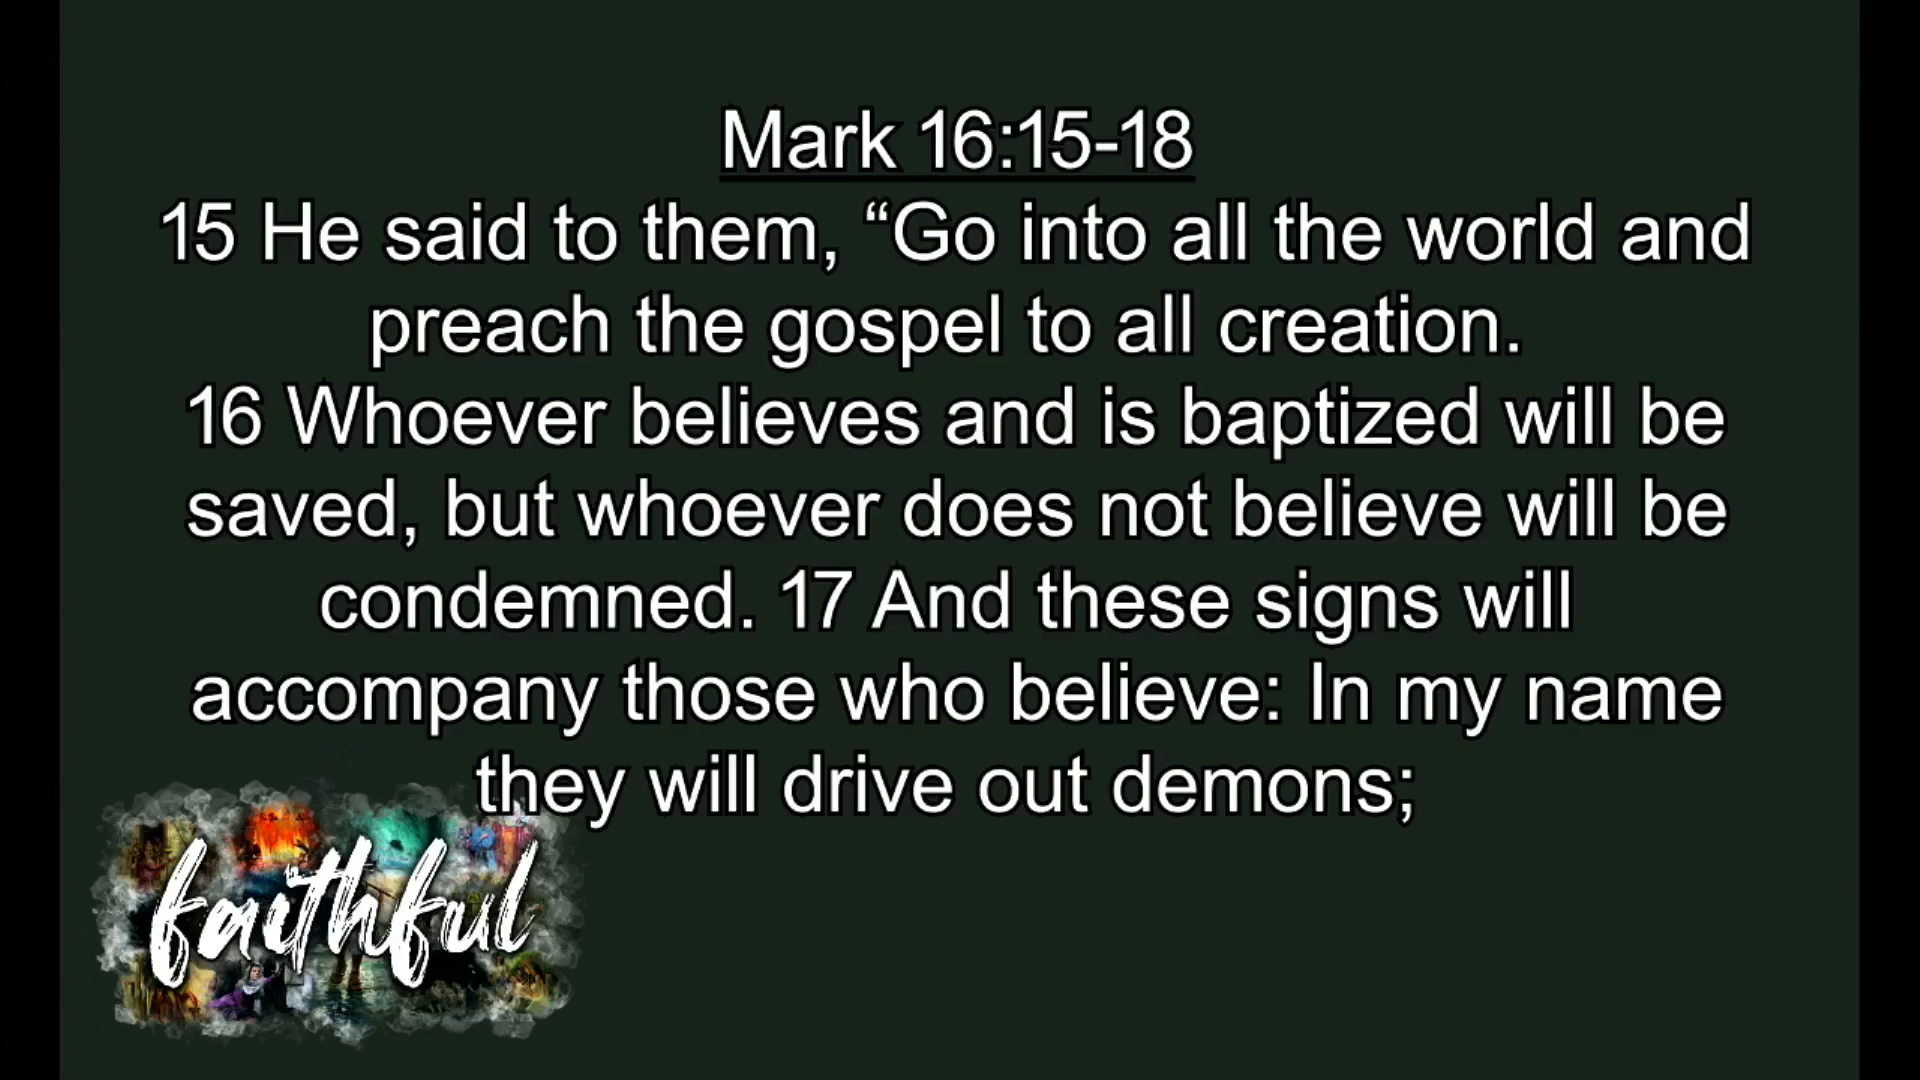 Mark 16:15-18
15 He said to them, “Go into all the world and
preach the gospel to all creation.
16 Whoever believes and is baptized will be
saved, but whoever does not believe will be
condemned. 17 And these signs will
accompany those who believe: In my name
they will drive out demons;
faithful